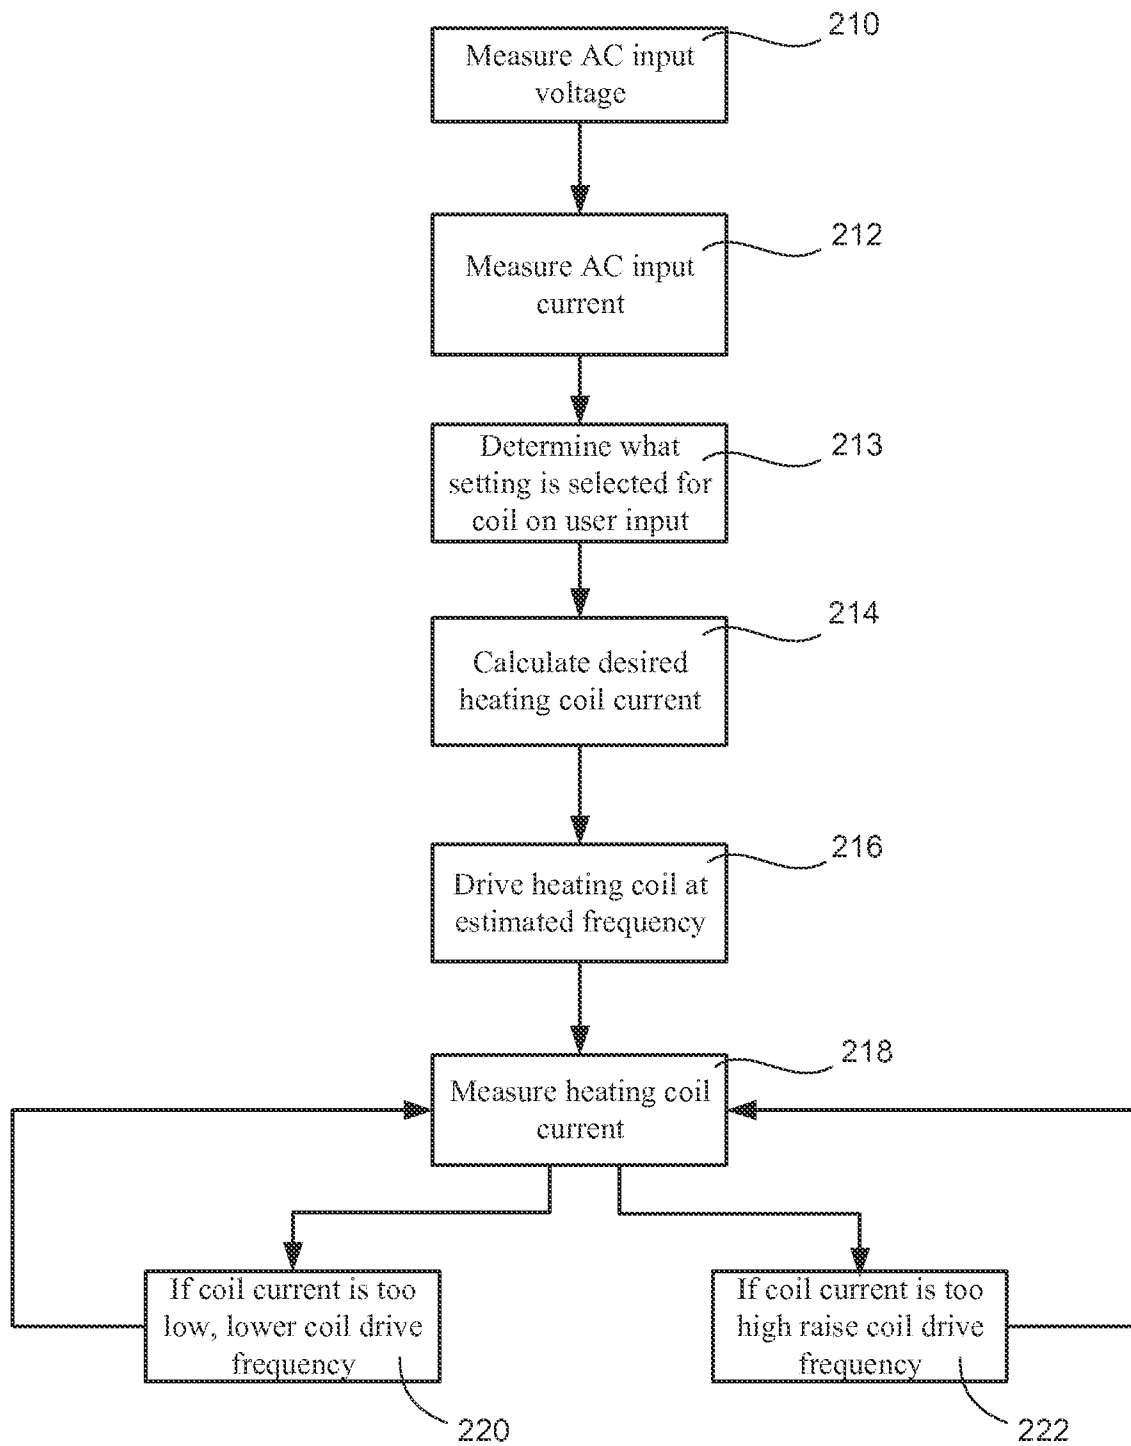 210
Measure AC input
voltage
212
Measure AC input
current
213
Determine what
setting is selected for
coil on user input
214
Calculate desired
heating coil current
216
Drive heating coil at
estimated frequency
218
Measure heating coil
current
If coil current is too
low, lower coil drive
frequency
220
If coil current is too
high raise coil drive
frequency
222